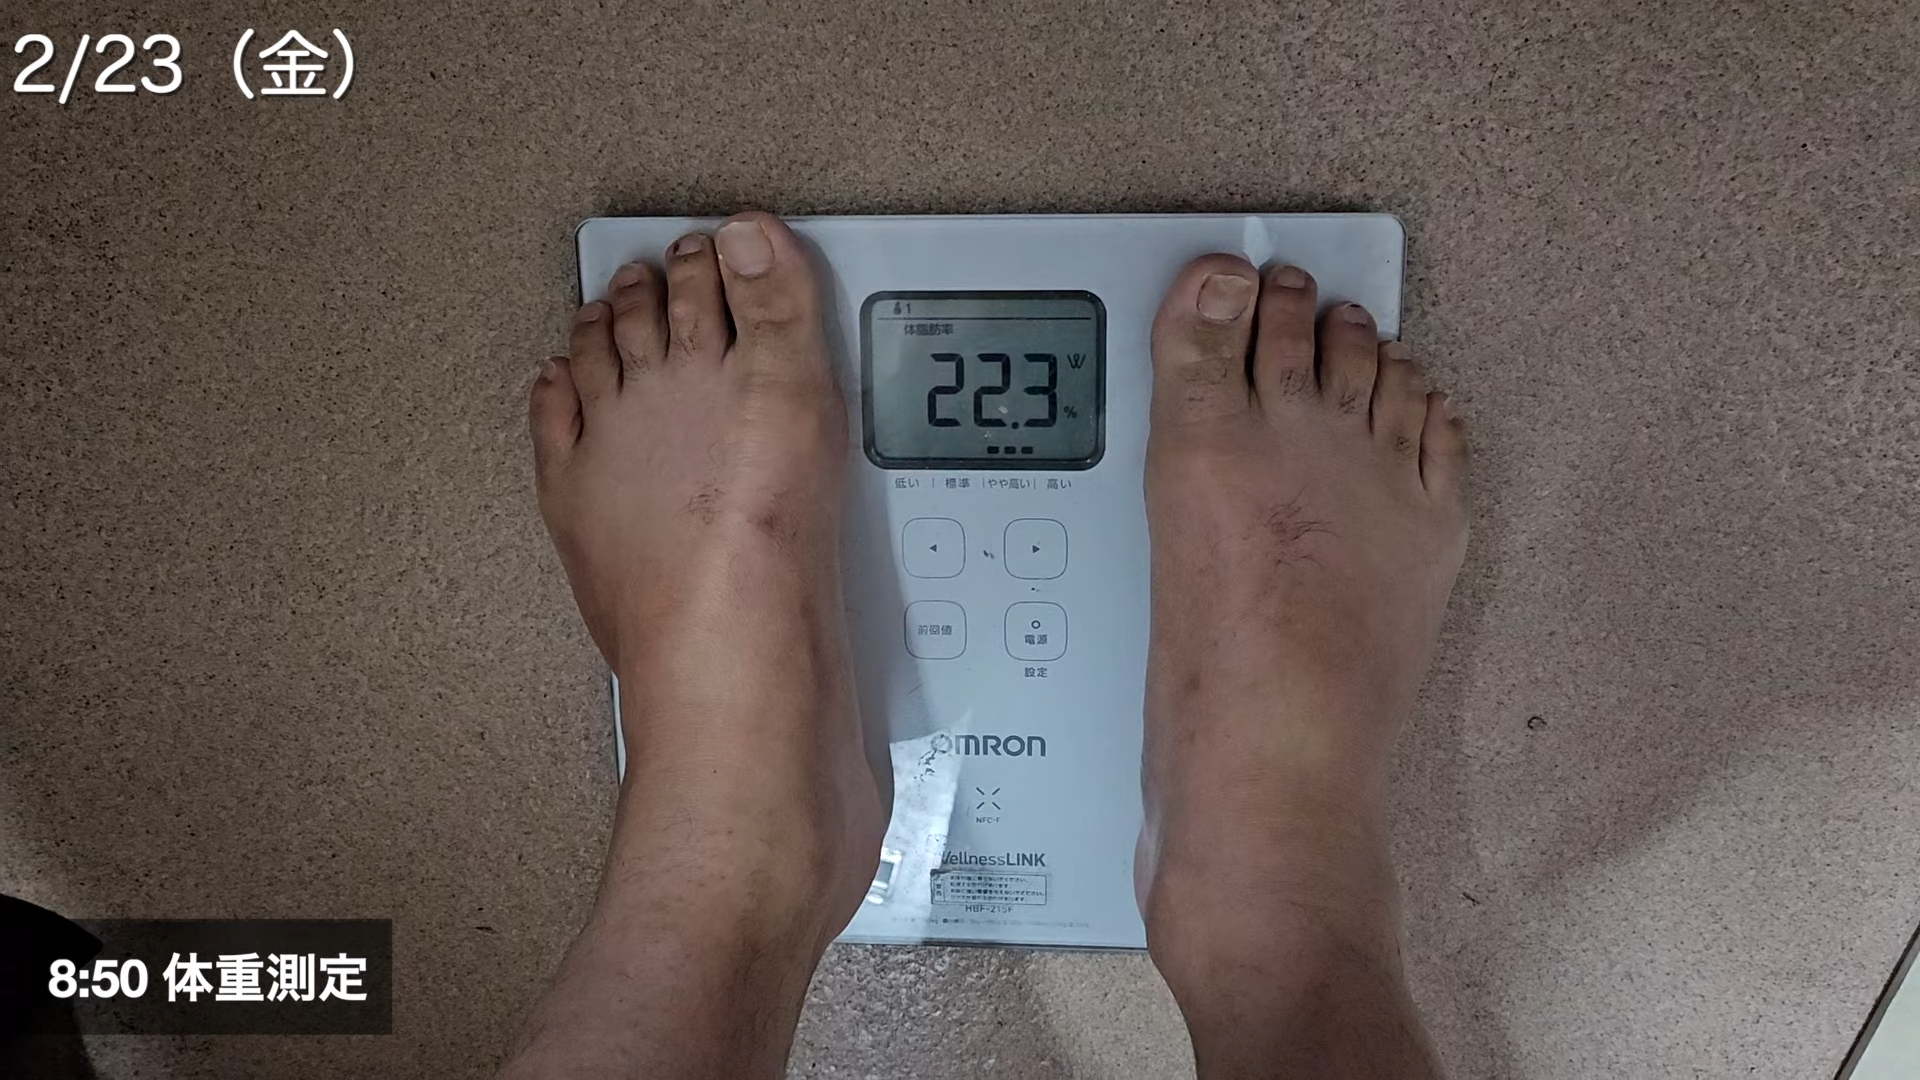 2/23（金）
1
体脂肪率
22.3
%
低い | 標準 | やや高い | 高い
前回値
電源
設定
OMRON
NFC-F
WellnessLINK
HBF-215F
8:50 体重測定